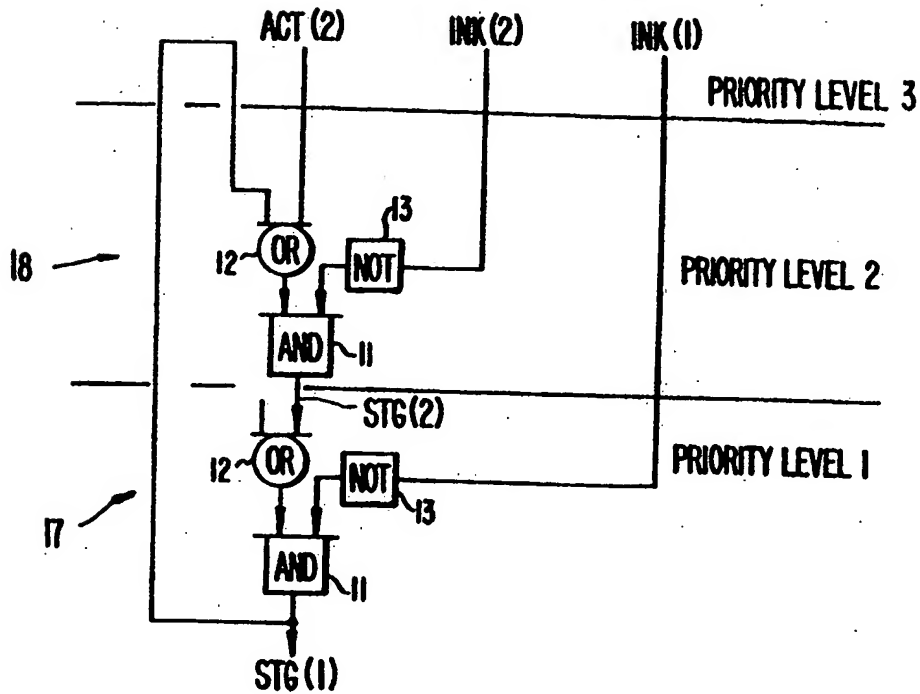 ACT(2) INK(2) INK(1)
PRIORITY LEVEL 3
13
18
12 OR NOT PRIORITY LEVEL 2
AND 11
STG(2)
12 OR NOT PRIORITY LEVEL 1
13
17
AND 11
STG(1)